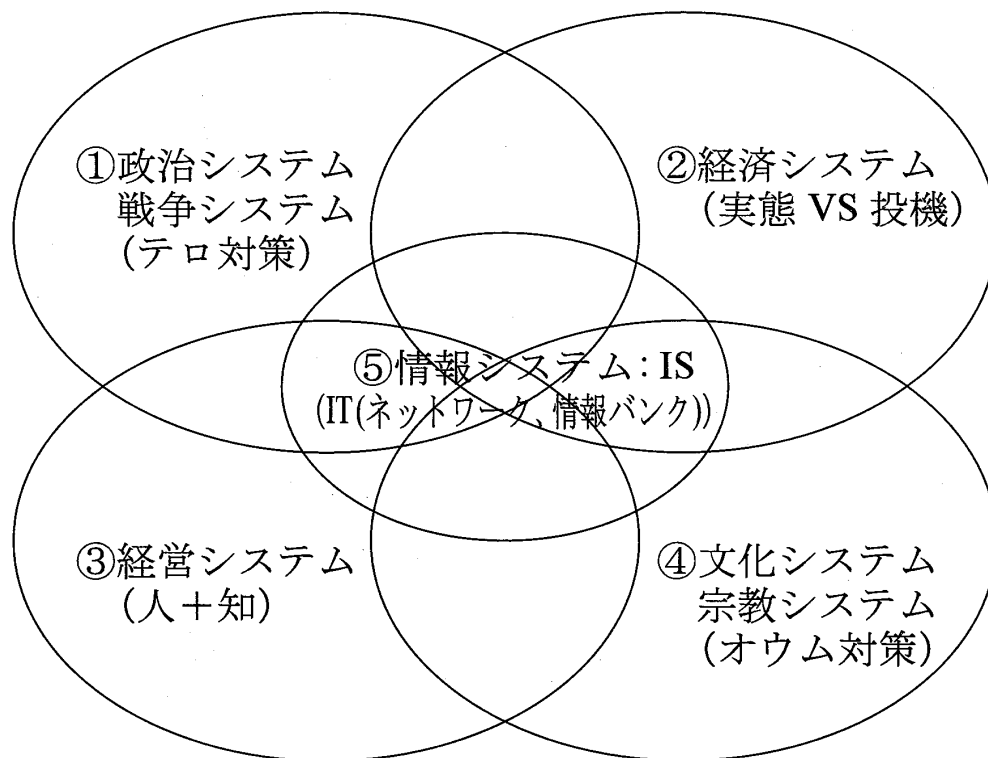 ①政治システム
戦争システム
(テロ対策)
②経済システム
(実態 VS 投機)
⑤情報システム: IS
(IT(ネットワーク、情報バンク))
③経営システム
(人＋知)
④文化システム
宗教システム
(オウム対策)